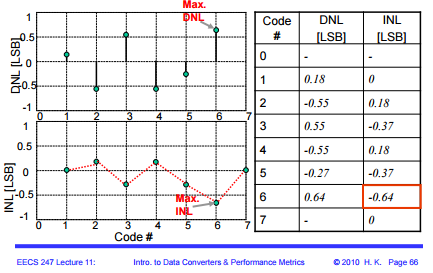 Max.
DNL
DNL [LSB]
1
0.5
0
-0.5
-1
0 1 2 3 4 5 6 7
INL [LSB]
1
0.5
0
-0.5
-1
Max.
INL
0 1 2 3 4 5 6 7
Code #
Code # DNL [LSB] INL [LSB]
0 - -
1 0.18 0
2 -0.55 0.18
3 0.55 -0.37
4 -0.55 0.18
5 -0.27 -0.37
6 0.64 -0.64
7 - 0
EECS 247 Lecture 11: Intro. to Data Converters & Performance Metrics © 2010 H. K. Page 66